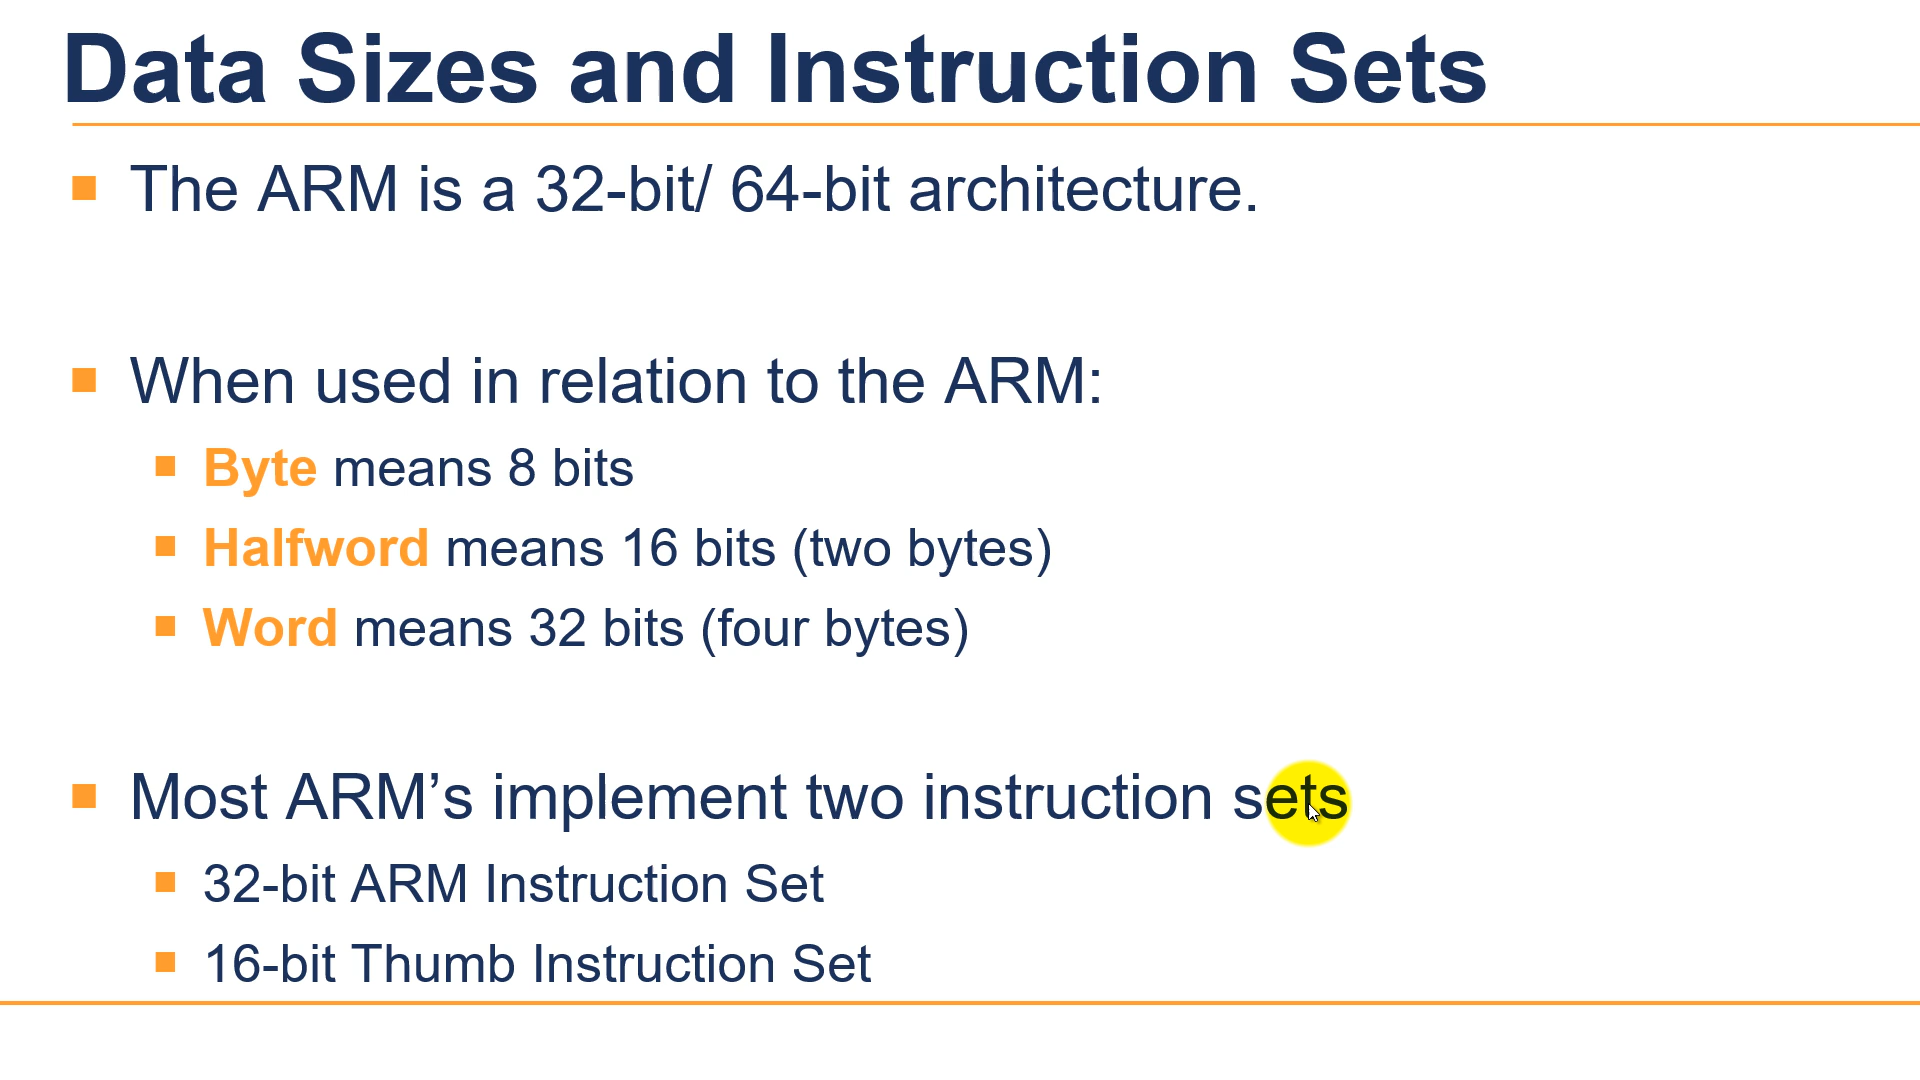 Data Sizes and Instruction Sets
The ARM is a 32-bit/ 64-bit architecture.
When used in relation to the ARM:
Byte means 8 bits
Halfword means 16 bits (two bytes)
Word means 32 bits (four bytes)
Most ARM’s implement two instruction sets
32-bit ARM Instruction Set
16-bit Thumb Instruction Set